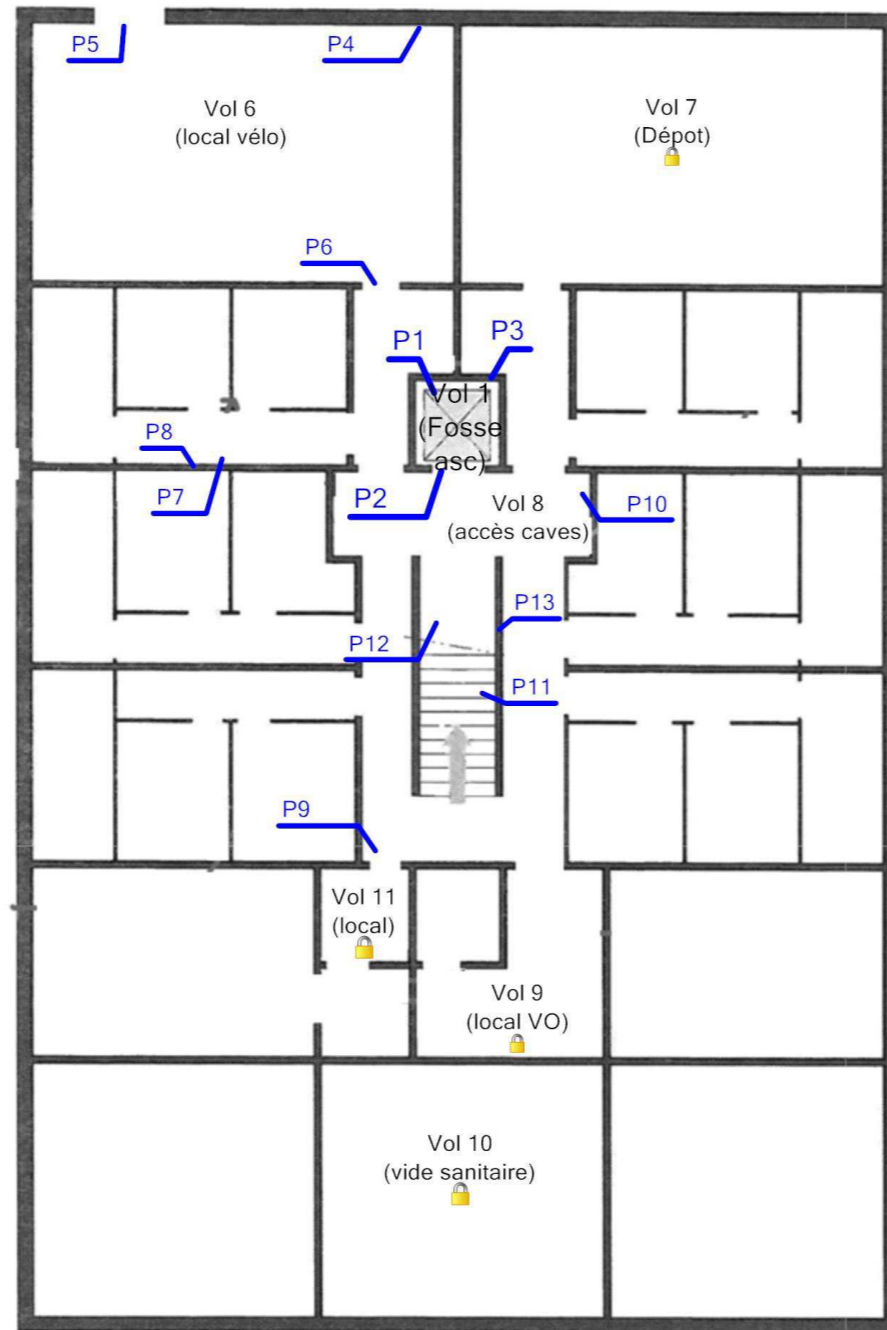 P5
P4
Vol 6
(local vélo)
Vol 7
(Dépot)
P6
P1
P3
Vol 1
(Fosse
asc)
P8
P7
P2
Vol 8
(accès caves)
P10
P13
P12
P11
P9
Vol 11
(local)
Vol 9
(local VO)
Vol 10
(vide sanitaire)